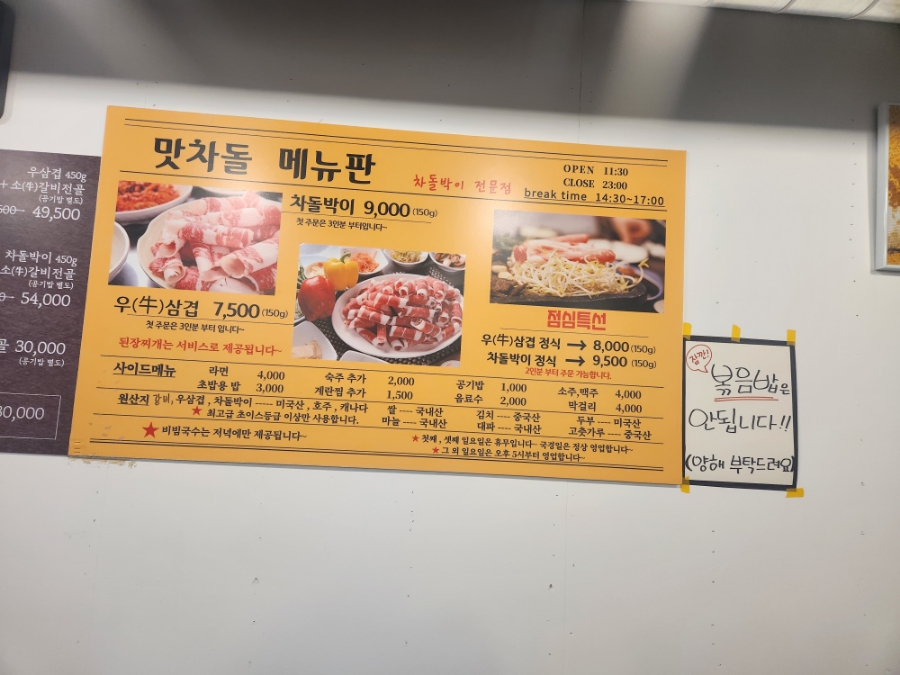 우삼겹 450g
+ 소(牛)갈비전골
(공기밥 별도)
49,500
차돌박이 450g
소(牛)갈비전골
(공기밥 별도)
54,000
30,000
(공기밥 별도)
30,000
맛차돌 메뉴판
차돌박이 전문점
OPEN 11:30
CLOSE 23:00
break time 14:30~17:00
차돌박이 9,000 (150g)
첫 주문은 3인분 부터입니다~
우(牛)삼겹 7,500 (150g)
첫 주문은 3인분 부터 입니다~
된장찌개는 서비스로 제공됩니다~
점심특선
우(牛)삼겹 정식 → 8,000 (150g)
차돌박이 정식 → 9,500 (150g)
2인분 부터 주문 가능합니다.
사이드메뉴 라면 4,000 숙주 추가 2,000 공기밥 1,000 소주,맥주 4,000
초밥용 밥 3,000 계란찜 추가 1,500 음료수 2,000 막걸리 4,000
원산지 갈비, 우삼겹 , 차돌박이 ----- 미국산 , 호주 , 캐나다 쌀 ---- 국내산 김치 ---- 중국산 두부 ---- 미국산
★ 최고급 초이스등급 이상만 사용합니다. 마늘 ---- 국내산 대파 ---- 국내산 고춧가루 ---- 중국산
★ 비빔국수는 저녁에만 제공됩니다~
★ 첫째 , 셋째 일요일은 휴무입니다~ 국경일은 정상 영업합니다~
★ 그 외 일요일은 오후 5시부터 영업합니다~
잠깐!
볶음밥은
안됩니다!!
(양해 부탁드려요)